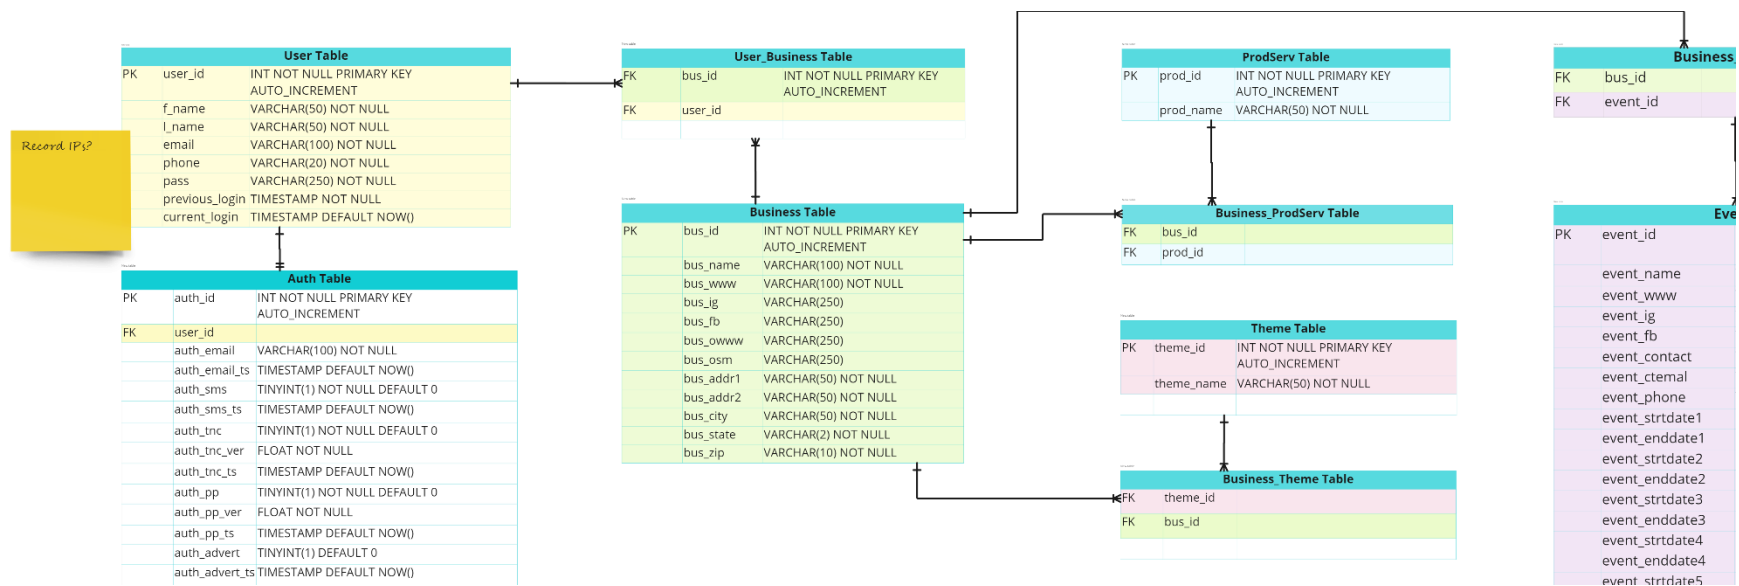 Record IPs?
User Table
PK user_id INT NOT NULL PRIMARY KEY
AUTO_INCREMENT
f_name VARCHAR(50) NOT NULL
l_name VARCHAR(50) NOT NULL
email VARCHAR(100) NOT NULL
phone VARCHAR(20) NOT NULL
pass VARCHAR(250) NOT NULL
previous_login TIMESTAMP NOT NULL
current_login TIMESTAMP DEFAULT NOW()
Auth Table
PK auth_id INT NOT NULL PRIMARY KEY
AUTO_INCREMENT
FK user_id
auth_email VARCHAR(100) NOT NULL
auth_email_ts TIMESTAMP DEFAULT NOW()
auth_sms TINYINT(1) NOT NULL DEFAULT 0
auth_sms_ts TIMESTAMP DEFAULT NOW()
auth_tnc TINYINT(1) NOT NULL DEFAULT 0
auth_tnc_ver FLOAT NOT NULL
auth_tnc_ts TIMESTAMP DEFAULT NOW()
auth_pp TINYINT(1) NOT NULL DEFAULT 0
auth_pp_ver FLOAT NOT NULL
auth_pp_ts TIMESTAMP DEFAULT NOW()
auth_advert TINYINT(1) DEFAULT 0
auth_advert_ts TIMESTAMP DEFAULT NOW()
User_Business Table
FK bus_id INT NOT NULL PRIMARY KEY
AUTO_INCREMENT
FK user_id
Business Table
PK bus_id INT NOT NULL PRIMARY KEY
AUTO_INCREMENT
bus_name VARCHAR(100) NOT NULL
bus_www VARCHAR(100) NOT NULL
bus_ig VARCHAR(250)
bus_fb VARCHAR(250)
bus_owww VARCHAR(250)
bus_osm VARCHAR(250)
bus_addr1 VARCHAR(50) NOT NULL
bus_addr2 VARCHAR(50) NOT NULL
bus_city VARCHAR(50) NOT NULL
bus_state VARCHAR(2) NOT NULL
bus_zip VARCHAR(10) NOT NULL
ProdServ Table
PK prod_id INT NOT NULL PRIMARY KEY
AUTO_INCREMENT
prod_name VARCHAR(50) NOT NULL
Business_ProdServ Table
FK bus_id
FK prod_id
Theme Table
PK theme_id INT NOT NULL PRIMARY KEY
AUTO_INCREMENT
theme_name VARCHAR(50) NOT NULL
Business_Theme Table
FK theme_id
FK bus_id
Business_
FK bus_id
FK event_id
Eve
PK event_id
event_name
event_www
event_ig
event_fb
event_contact
event_ctemal
event_phone
event_strtdate1
event_enddate1
event_strtdate2
event_enddate2
event_strtdate3
event_enddate3
event_strtdate4
event_enddate4
event_strtdate5